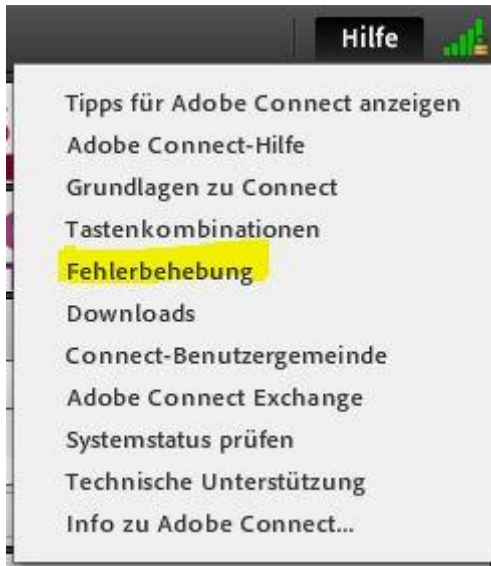 Hilfe
Tipps für Adobe Connect anzeigen
Adobe Connect-Hilfe
Grundlagen zu Connect
Tastenkombinationen
Fehlerbehebung
Downloads
Connect-Benutzergemeinde
Adobe Connect Exchange
Systemstatus prüfen
Technische Unterstützung
Info zu Adobe Connect...